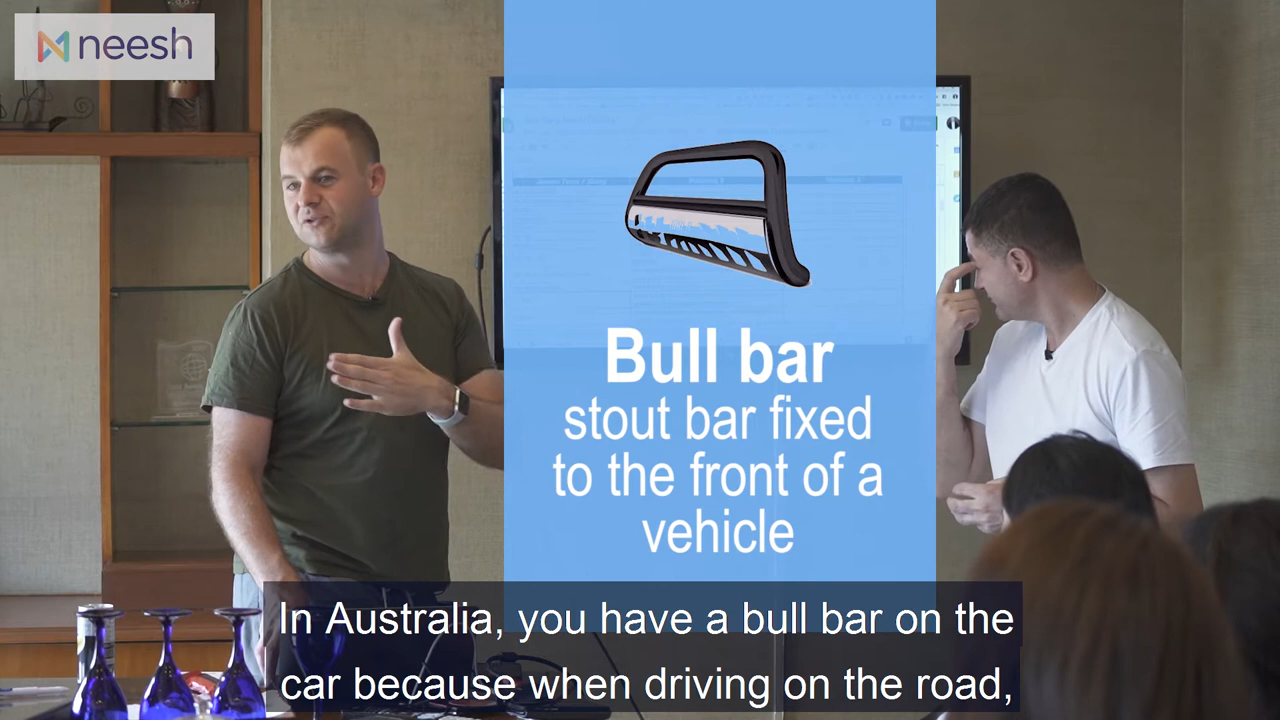 neesh
Bull bar
stout bar fixed
to the front of a
vehicle
In Australia, you have a bull bar on the
car because when driving on the road,